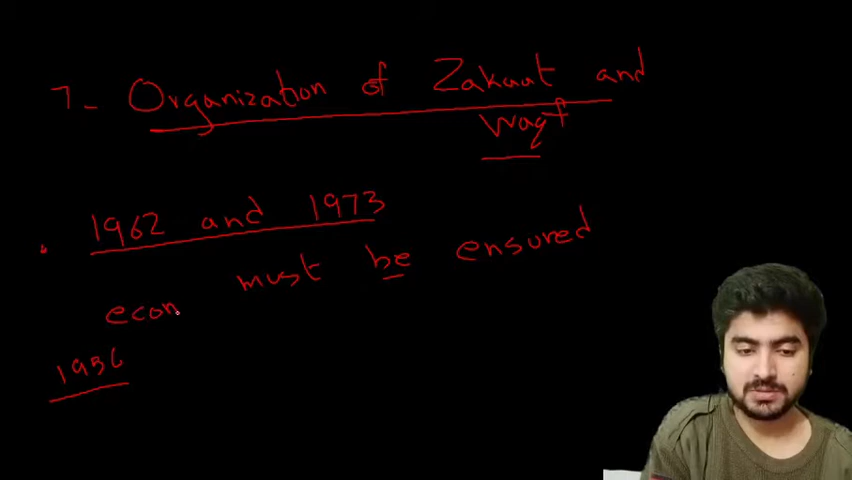 7- Organization of Zakaat and
Waqf
• 1962 and 1973
must be ensured
econ
1956